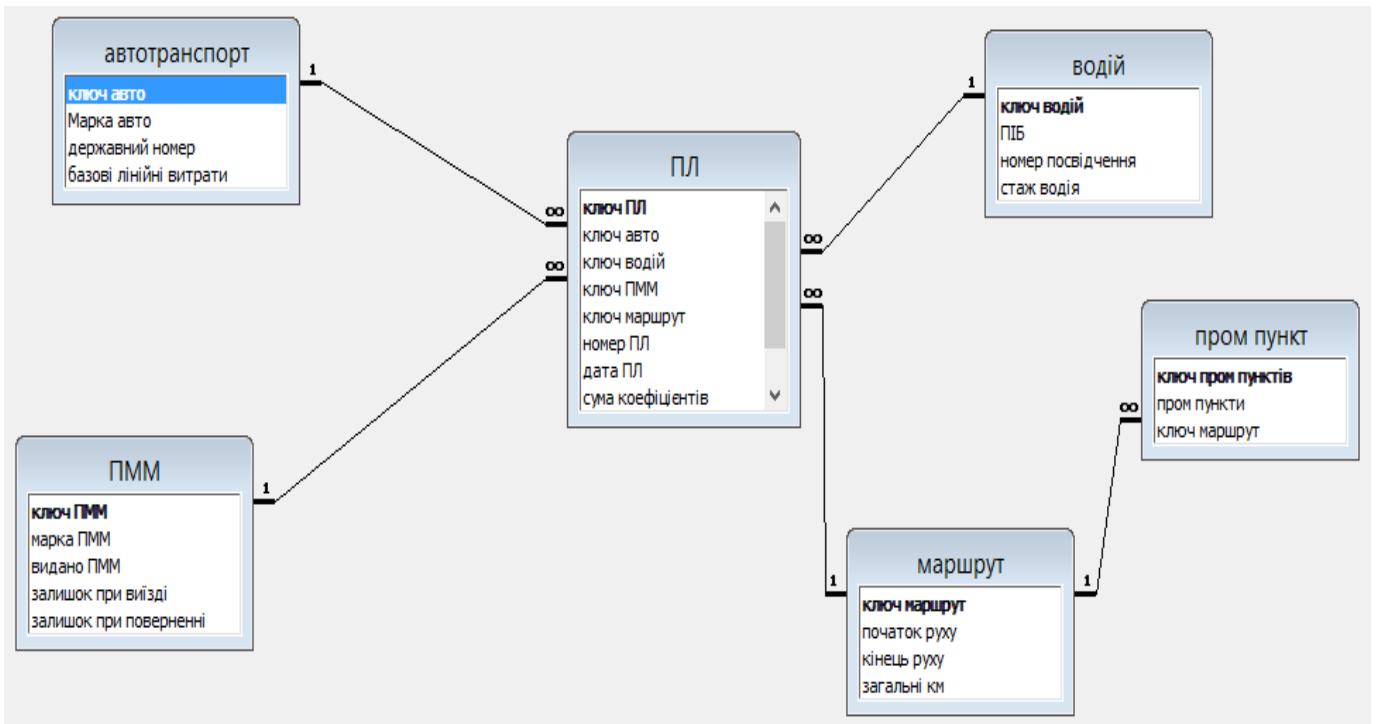 автотранспорт
ключ авто
Марка авто
державний номер
базові лінійні витрати
1
∞
ПЛ
ключ ПЛ
ключ авто
ключ водій
ключ ПММ
ключ маршрут
номер ПЛ
дата ПЛ
сума коефіцієнтів
∞
∞
∞
водій
ключ водій
ПІБ
номер посвідчення
стаж водія
1
пром пункт
ключ пром пунктів
пром пункти
ключ маршрут
∞
ПММ
ключ ПММ
марка ПММ
видано ПММ
залишок при виїзді
залишок при поверненні
1
маршрут
ключ маршрут
початок руху
кінець руху
загальні км
1
1